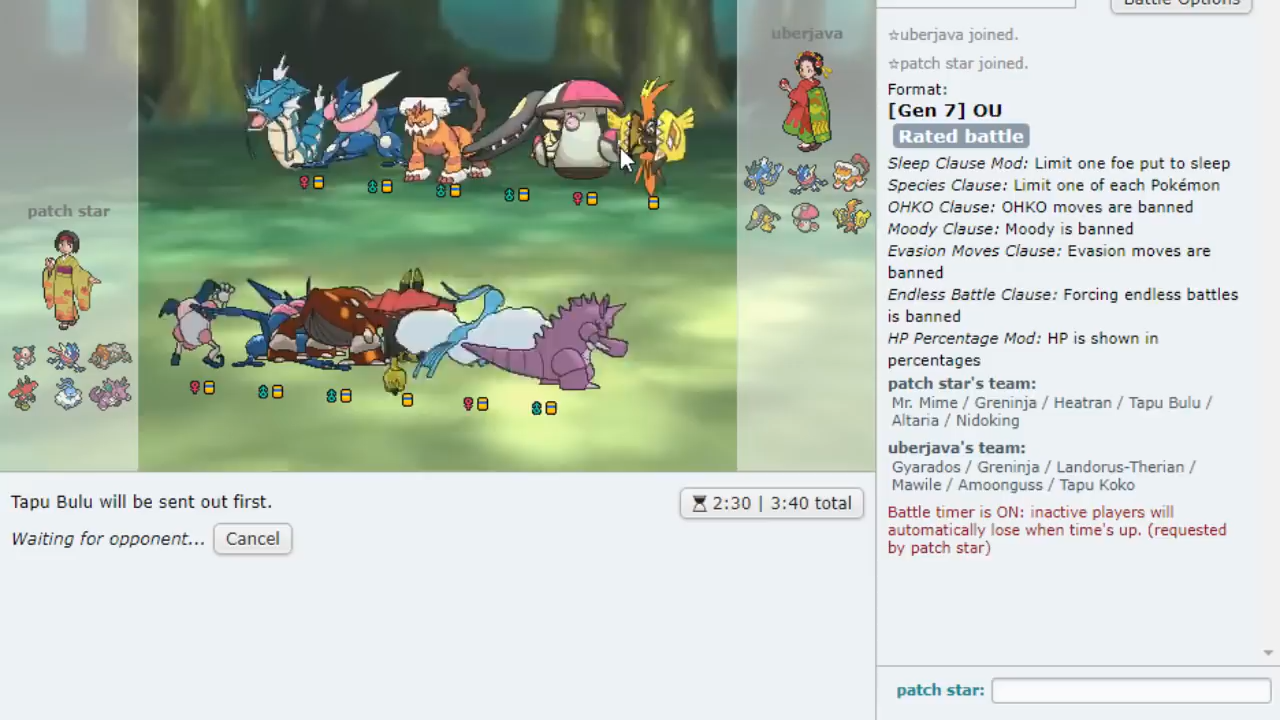 Battle Options
uberjava
☆uberjava joined.
☆patch star joined.
Format:
[Gen 7] OU
Rated battle
Sleep Clause Mod: Limit one foe put to sleep
Species Clause: Limit one of each Pokémon
OHKO Clause: OHKO moves are banned
Moody Clause: Moody is banned
Evasion Moves Clause: Evasion moves are
banned
Endless Battle Clause: Forcing endless battles
is banned
HP Percentage Mod: HP is shown in
percentages
patch star's team:
Mr. Mime / Greninja / Heatran / Tapu Bulu /
Altaria / Nidoking
uberjava's team:
Gyarados / Greninja / Landorus-Therian /
Mawile / Amoonguss / Tapu Koko
Battle timer is ON: inactive players will
automatically lose when time's up. (requested
by patch star)
patch star
Tapu Bulu will be sent out first.
2:30 | 3:40 total
Waiting for opponent... Cancel
patch star: